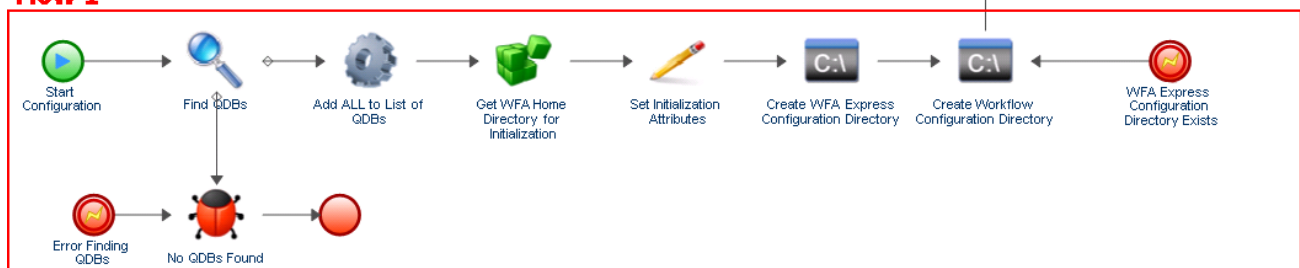 Start
Configuration
Find QDBs
Add ALL to List of
QDBs
Get WFA Home
Directory for
Initialization
Set Initialization
Attributes
C:\
Create WFA Express
Configuration Directory
C:\
Create Workflow
Configuration Directory
WFA Express
Configuration
Directory Exists
Error Finding
QDBs
No QDBs Found